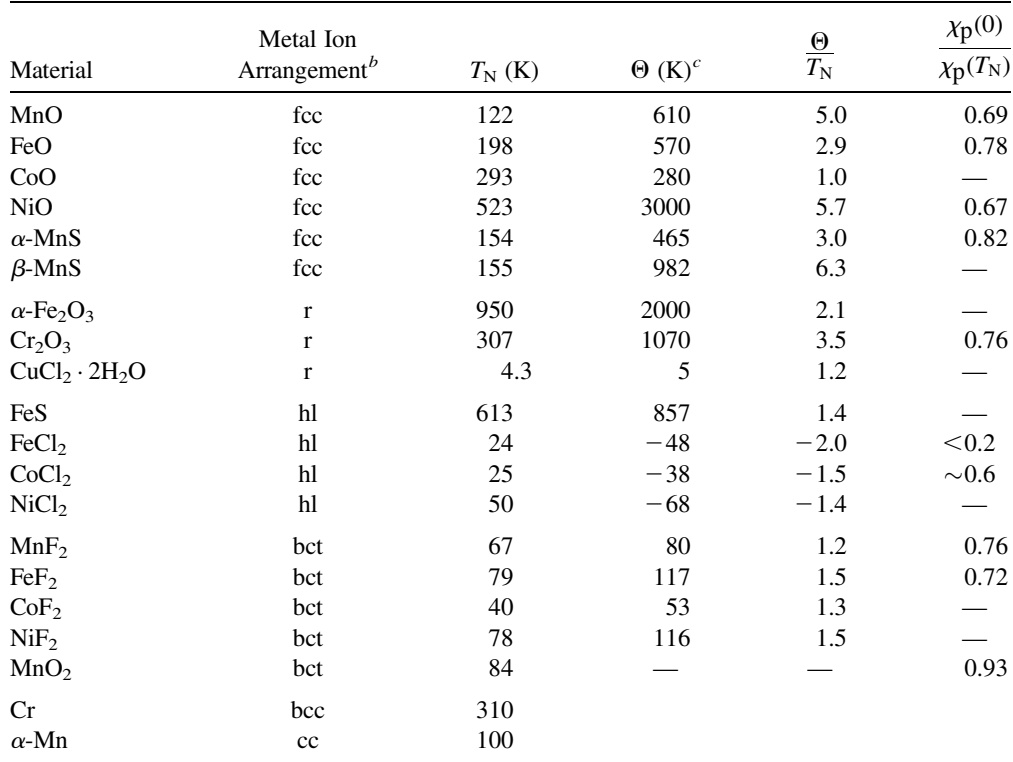 Material Metal Ion Arrangement^b T_N (K) Θ (K)^c Θ/T_N χp(0)/χp(T_N)
MnO fcc 122 610 5.0 0.69
FeO fcc 198 570 2.9 0.78
CoO fcc 293 280 1.0 —
NiO fcc 523 3000 5.7 0.67
α-MnS fcc 154 465 3.0 0.82
β-MnS fcc 155 982 6.3 —
α-Fe₂O₃ r 950 2000 2.1 —
Cr₂O₃ r 307 1070 3.5 0.76
CuCl₂ · 2H₂O r 4.3 5 1.2 —
FeS hl 613 857 1.4 —
FeCl₂ hl 24 −48 −2.0 <0.2
CoCl₂ hl 25 −38 −1.5 ~0.6
NiCl₂ hl 50 −68 −1.4 —
MnF₂ bct 67 80 1.2 0.76
FeF₂ bct 79 117 1.5 0.72
CoF₂ bct 40 53 1.3 —
NiF₂ bct 78 116 1.5 —
MnO₂ bct 84 — — 0.93
Cr bcc 310
α-Mn cc 100